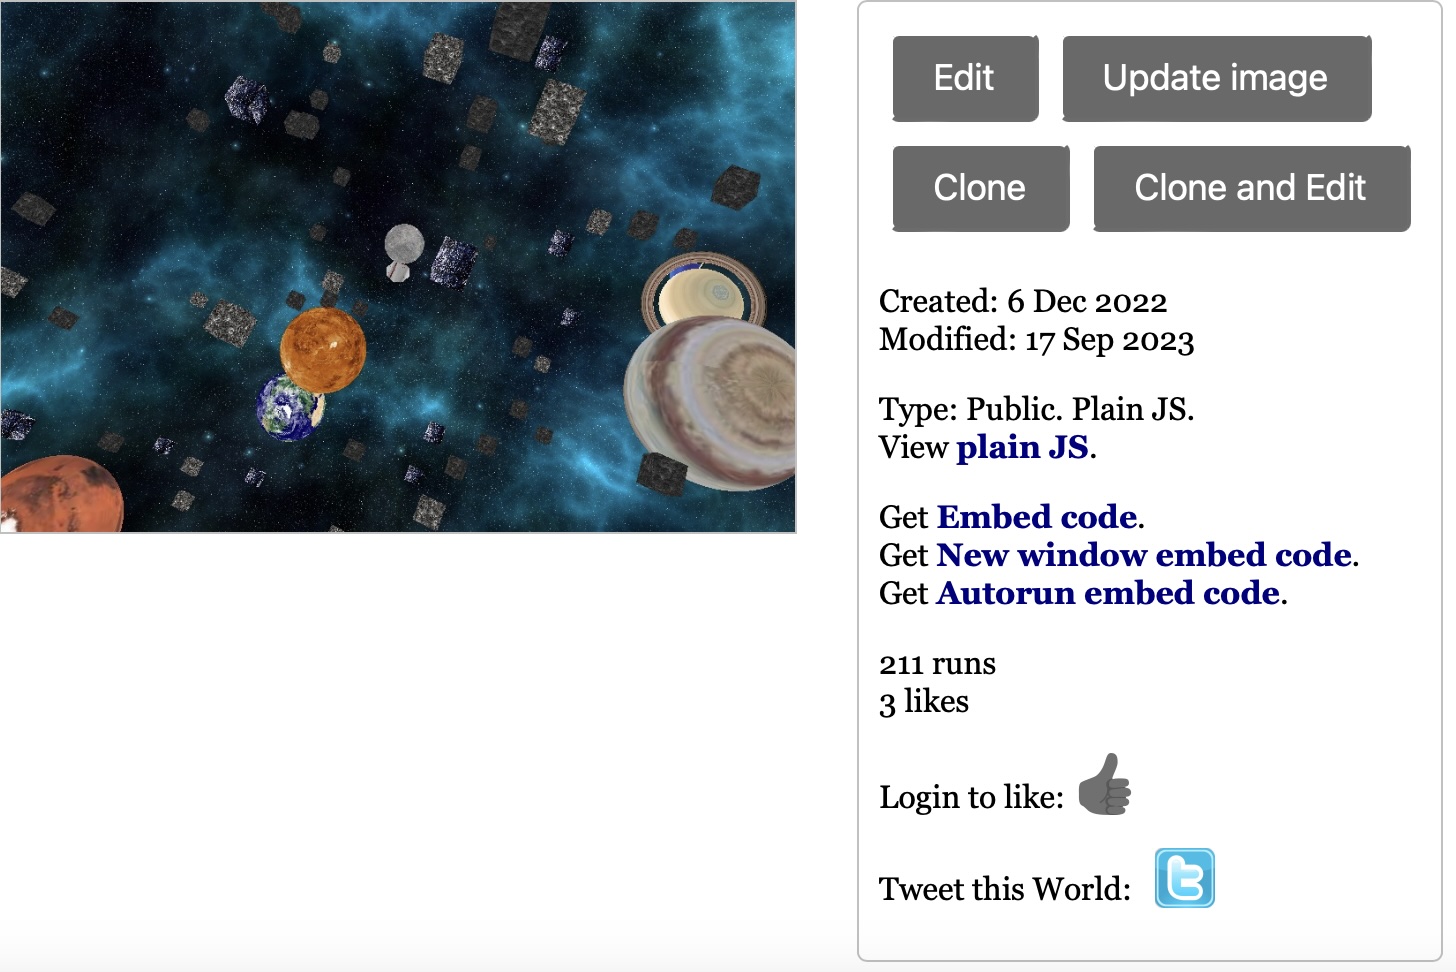 Edit
Update image
Clone
Clone and Edit
Created: 6 Dec 2022
Modified: 17 Sep 2023
Type: Public. Plain JS.
View plain JS.
Get Embed code.
Get New window embed code.
Get Autorun embed code.
211 runs
3 likes
Login to like:
Tweet this World: